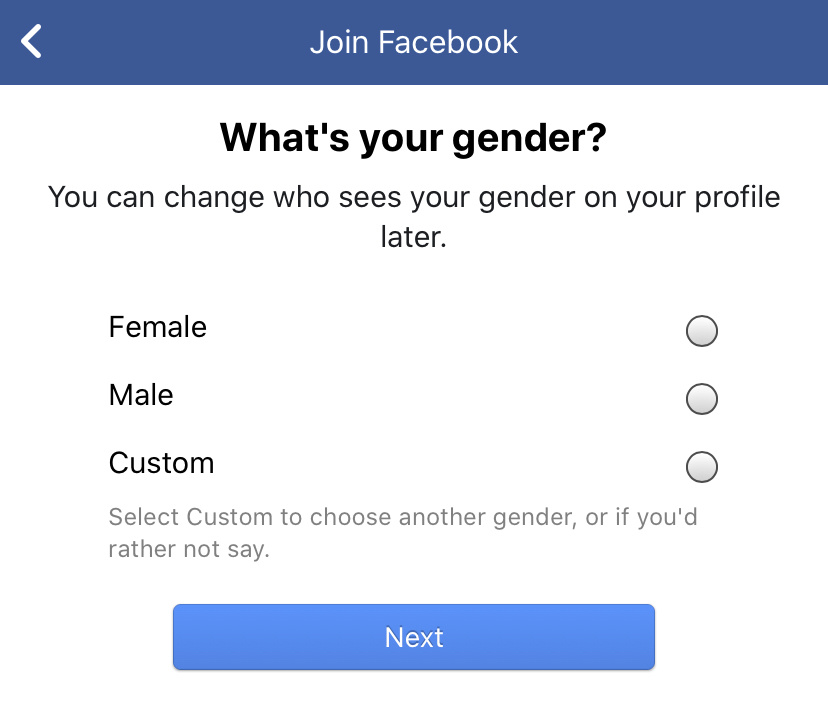 Join Facebook
What's your gender?
You can change who sees your gender on your profile
later.
Female
Male
Custom
Select Custom to choose another gender, or if you'd
rather not say.
Next